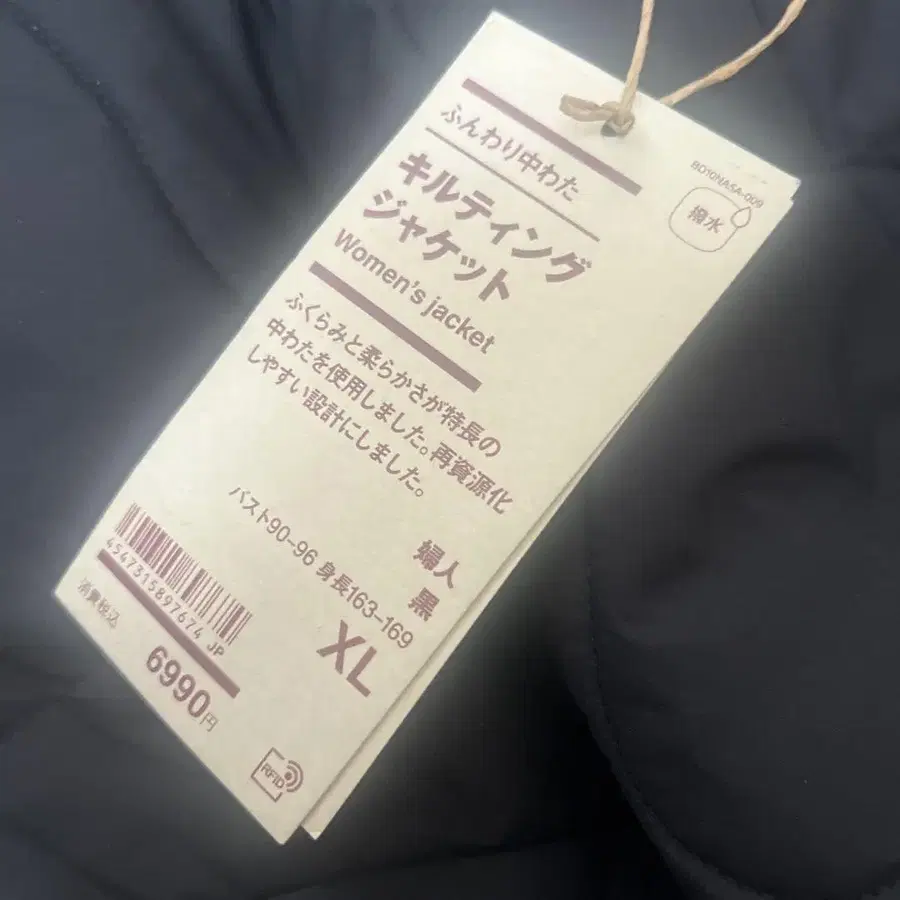 BO10NA5A-009
撥水
ふんわり中わた
キルティング
ジャケット
Women's jacket
ふくらみと柔らかさが特長の
中わたを使用しました。再資源化
しやすい設計にしました。
婦人
黒
バスト90-96 身長163-169
XL
4547315897674 JP
消費税込
6990円
RFID